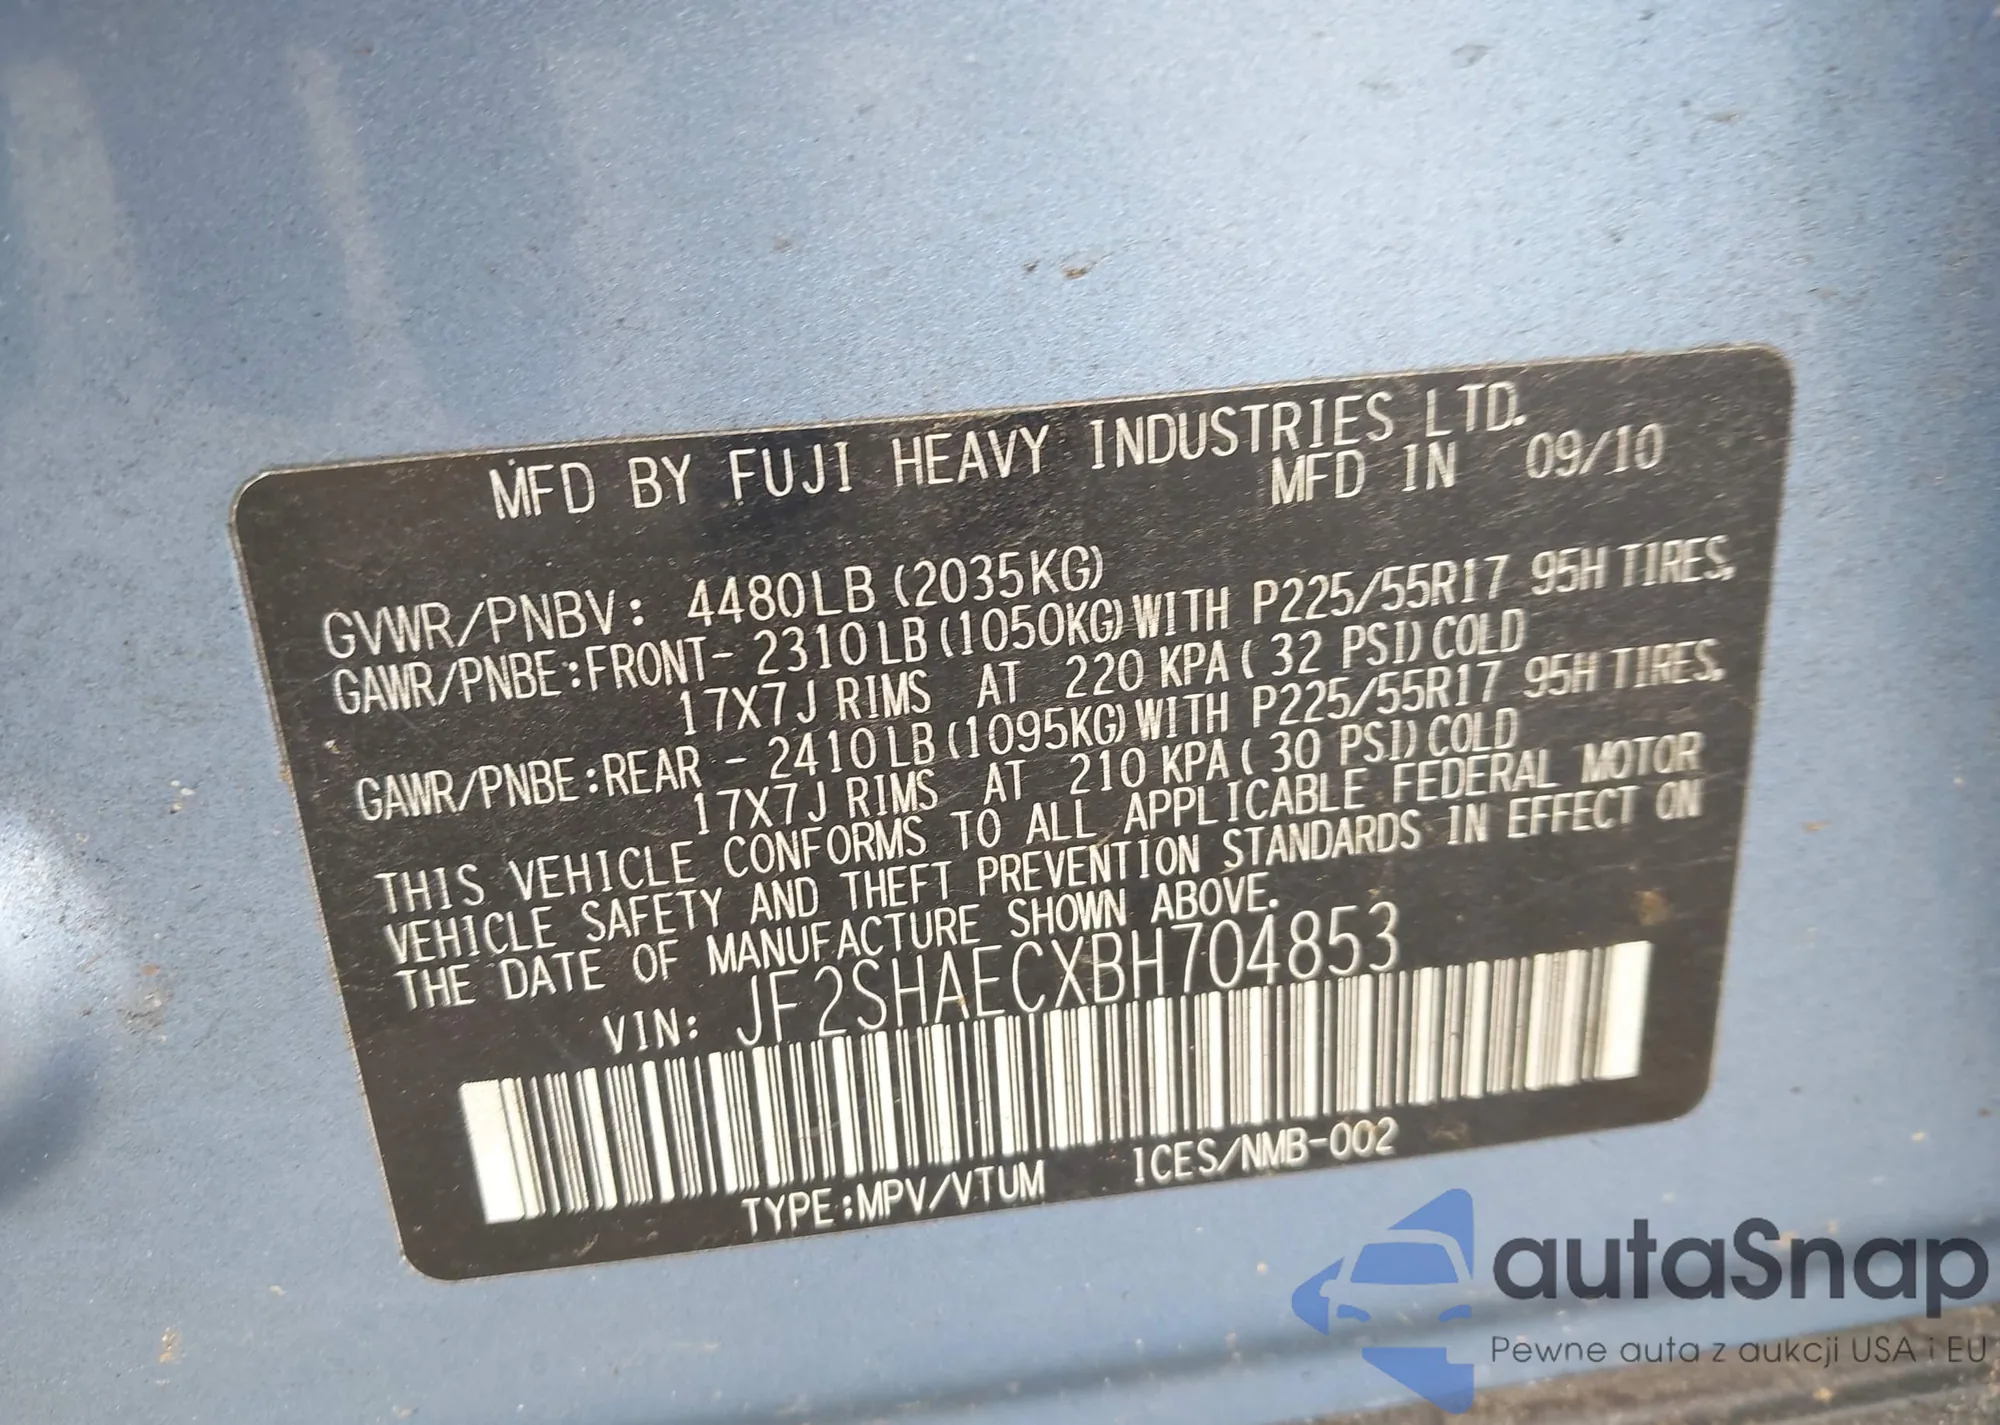 MFD BY FUJI HEAVY INDUSTRIES LTD.
MFD IN 09/10
GVWR/PNBV: 4480LB (2035KG)
GAWR/PNBE:FRONT- 2310LB(1050KG)WITH P225/55R17 95H TIRES,
17X7J RIMS AT 220 KPA( 32 PSI)COLD
GAWR/PNBE:REAR - 2410LB(1095KG)WITH P225/55R17 95H TIRES,
17X7J RIMS AT 210 KPA( 30 PSI)COLD
THIS VEHICLE CONFORMS TO ALL APPLICABLE FEDERAL MOTOR
VEHICLE SAFETY AND THEFT PREVENTION STANDARDS IN EFFECT ON
THE DATE OF MANUFACTURE SHOWN ABOVE.
VIN: JF2SHAECXBH704853
TYPE:MPV/VTUM ICES/NMB-002
autaSnap
Pewne auta z aukcji USA i EU